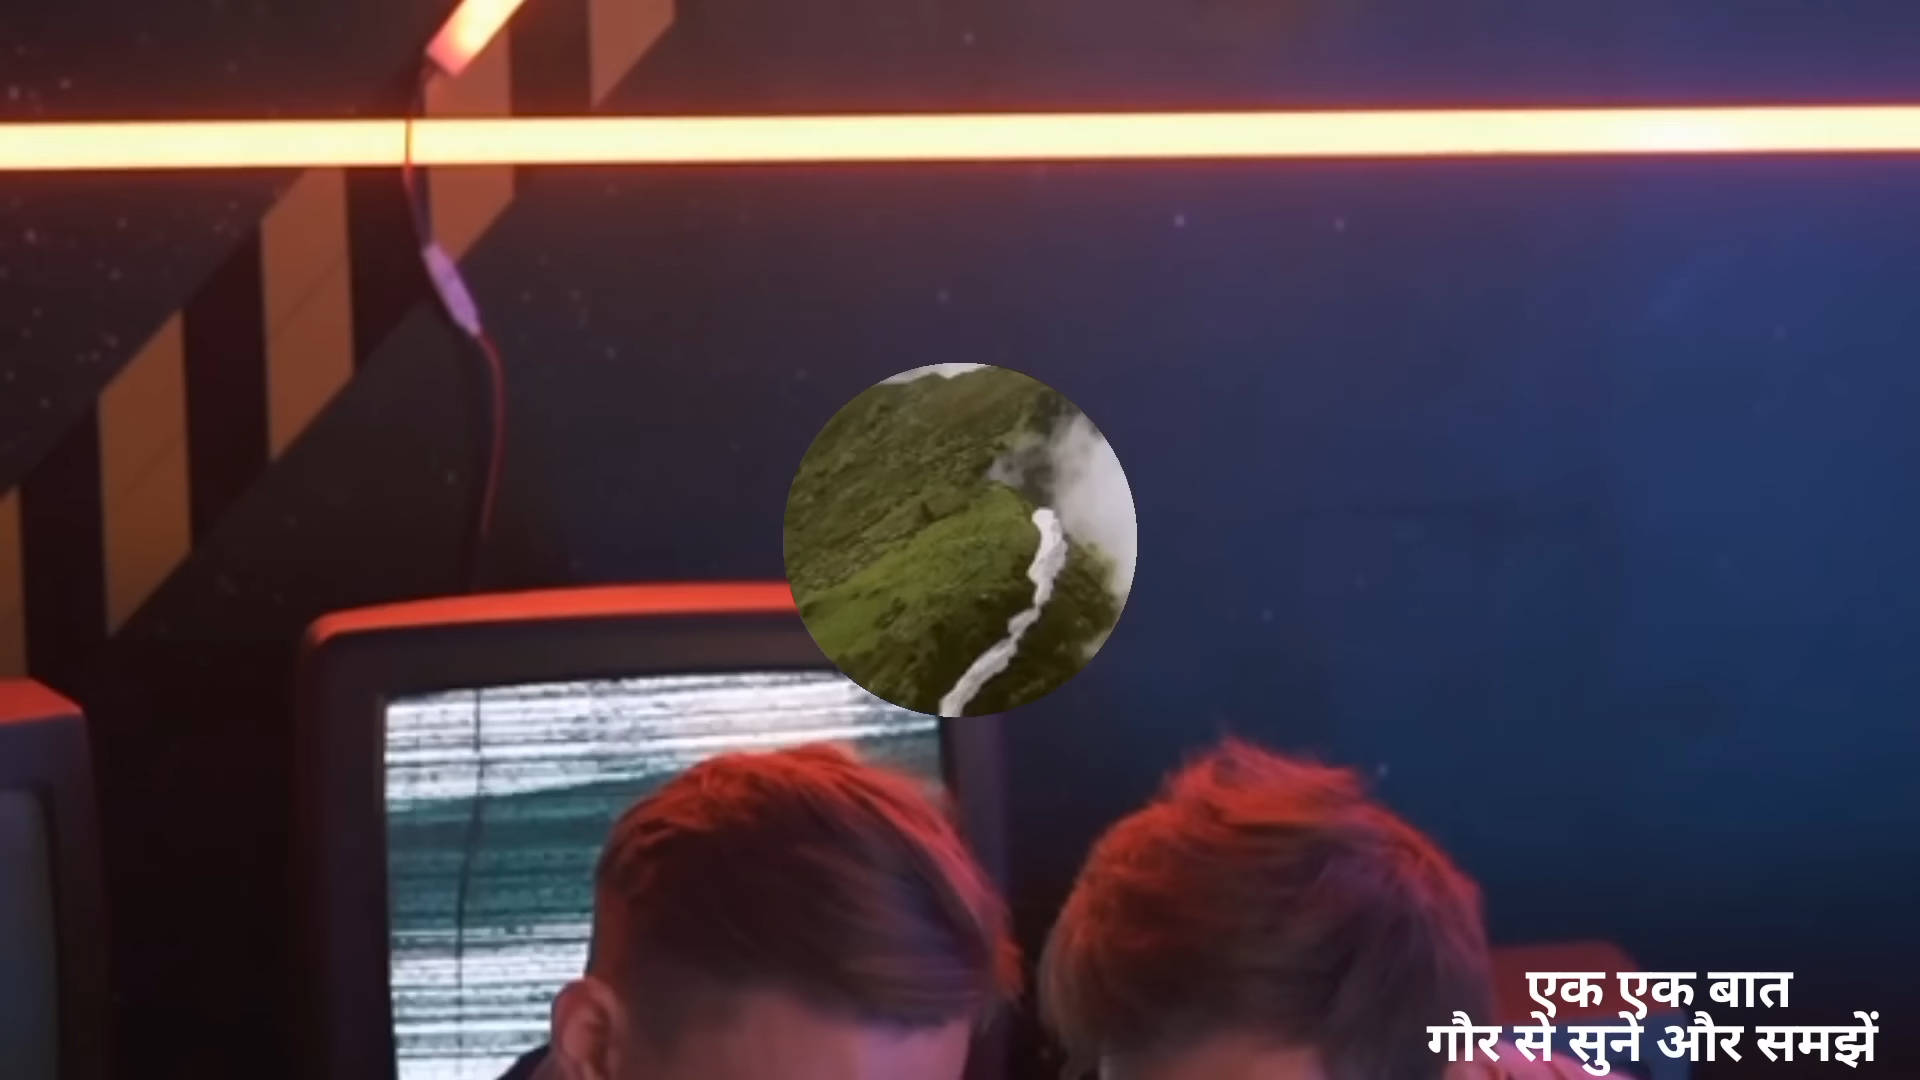 एक एक बात
गौर से सुनें और समझें